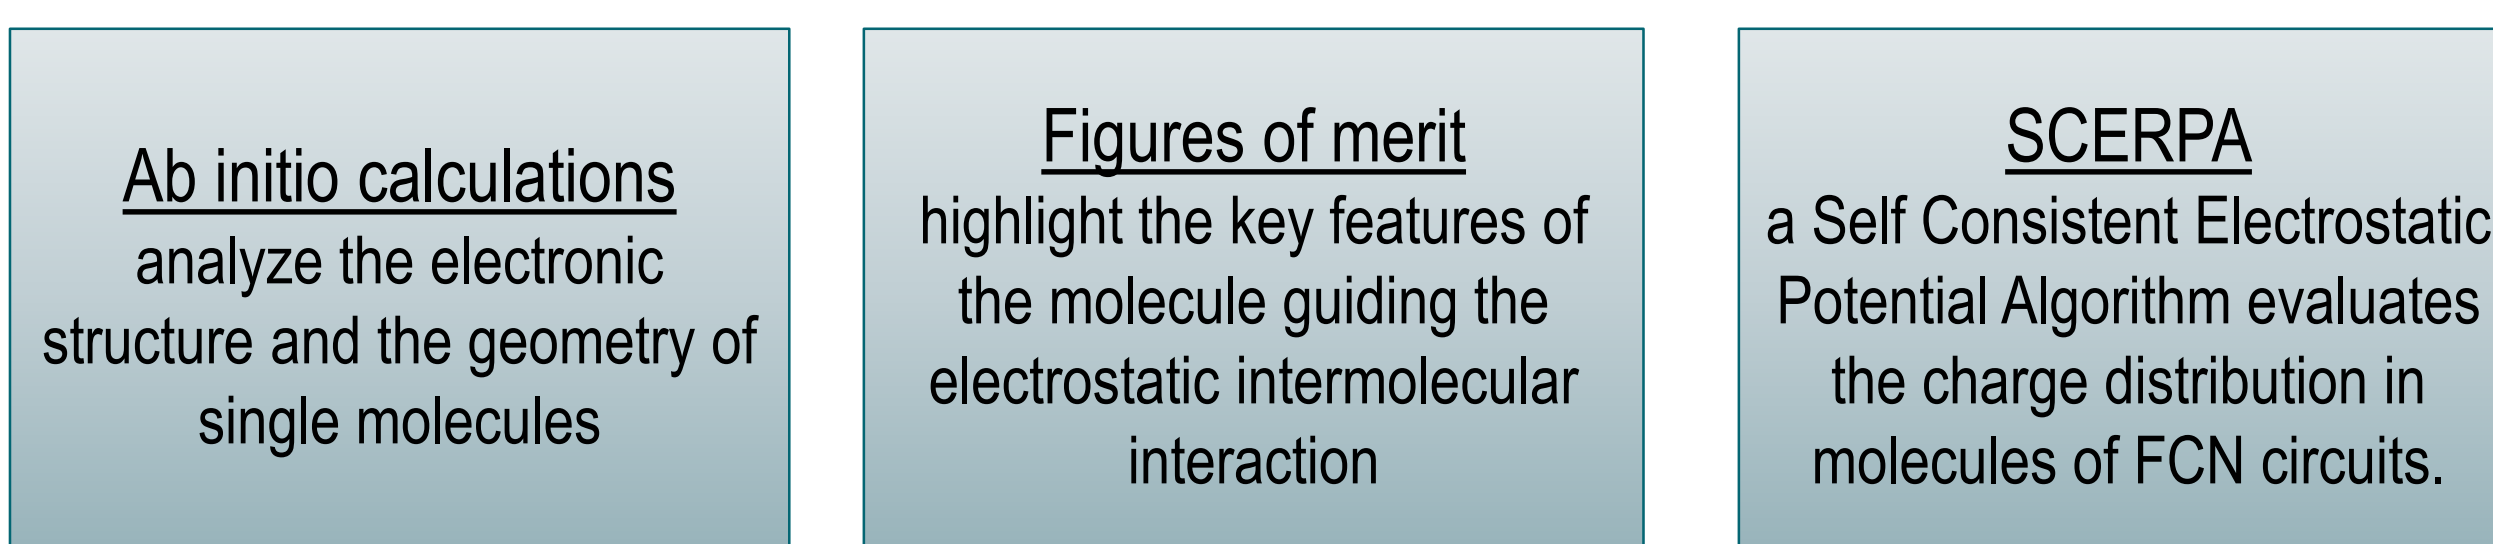 Ab initio calculations
analyze the electronic
structure and the geometry of
single molecules
Figures of merit
highlight the key features of
the molecule guiding the
electrostatic intermolecular
interaction
SCERPA
a Self Consistent Electrostatic
Potential Algorithm evaluates
the charge distribution in
molecules of FCN circuits.